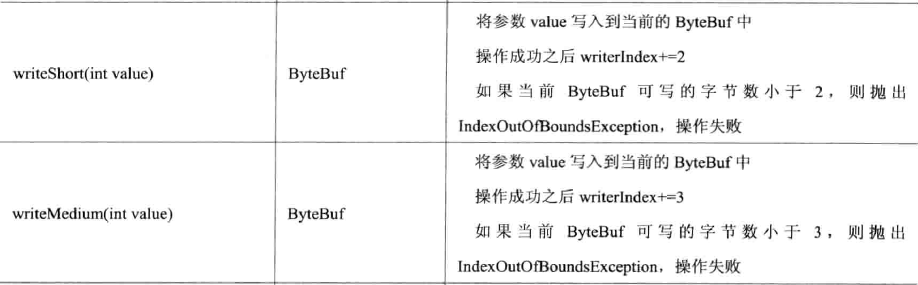 writeShort(int value)
ByteBuf
将参数 value 写入到当前的 ByteBuf 中
操作成功之后 writerIndex+=2
如果当前 ByteBuf 可写的字节数小于 2，则抛出
IndexOutOfBoundsException，操作失败
writeMedium(int value)
ByteBuf
将参数 value 写入到当前的 ByteBuf 中
操作成功之后 writerIndex+=3
如果当前 ByteBuf 可写的字节数小于 3，则抛出
IndexOutOfBoundsException，操作失败